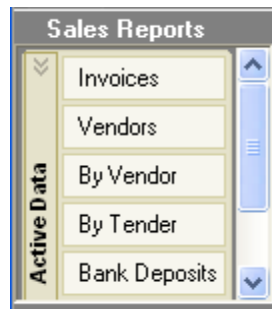 Sales Reports
Active Data
Invoices
Vendors
By Vendor
By Tender
Bank Deposits